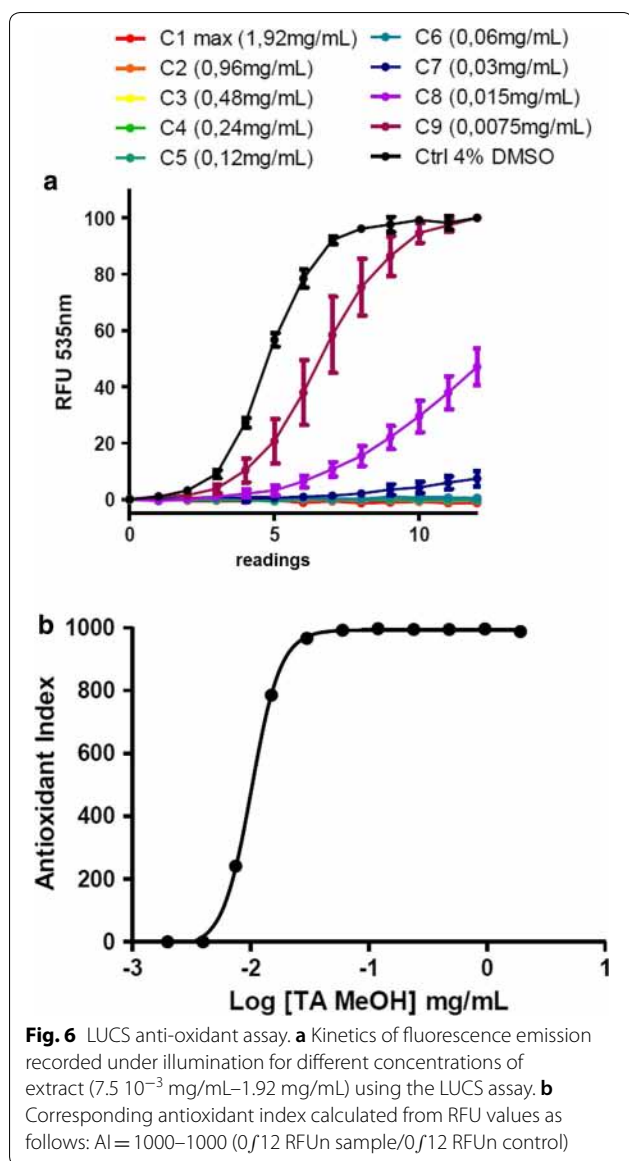 C1 max (1,92mg/mL)
C2 (0,96mg/mL)
C3 (0,48mg/mL)
C4 (0,24mg/mL)
C5 (0,12mg/mL)
C6 (0,06mg/mL)
C7 (0,03mg/mL)
C8 (0,015mg/mL)
C9 (0,0075mg/mL)
Ctrl 4% DMSO
a
100
80
60
40
20
0
RFU 535nm
0 5 10
readings
b
1000
800
600
400
200
0
Antioxidant Index
-3 -2 -1 0 1
Log [TA MeOH] mg/mL
Fig. 6 LUCS anti-oxidant assay. a Kinetics of fluorescence emission
recorded under illumination for different concentrations of
extract (7.5 10⁻³ mg/mL–1.92 mg/mL) using the LUCS assay. b
Corresponding antioxidant index calculated from RFU values as
follows: AI = 1000–1000 (0∫12 RFUn sample/0∫12 RFUn control)